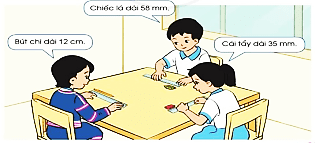 Chiếc lá dài 58 mm.
Bút chì dài 12 cm.
Cái tẩy dài 35 mm.